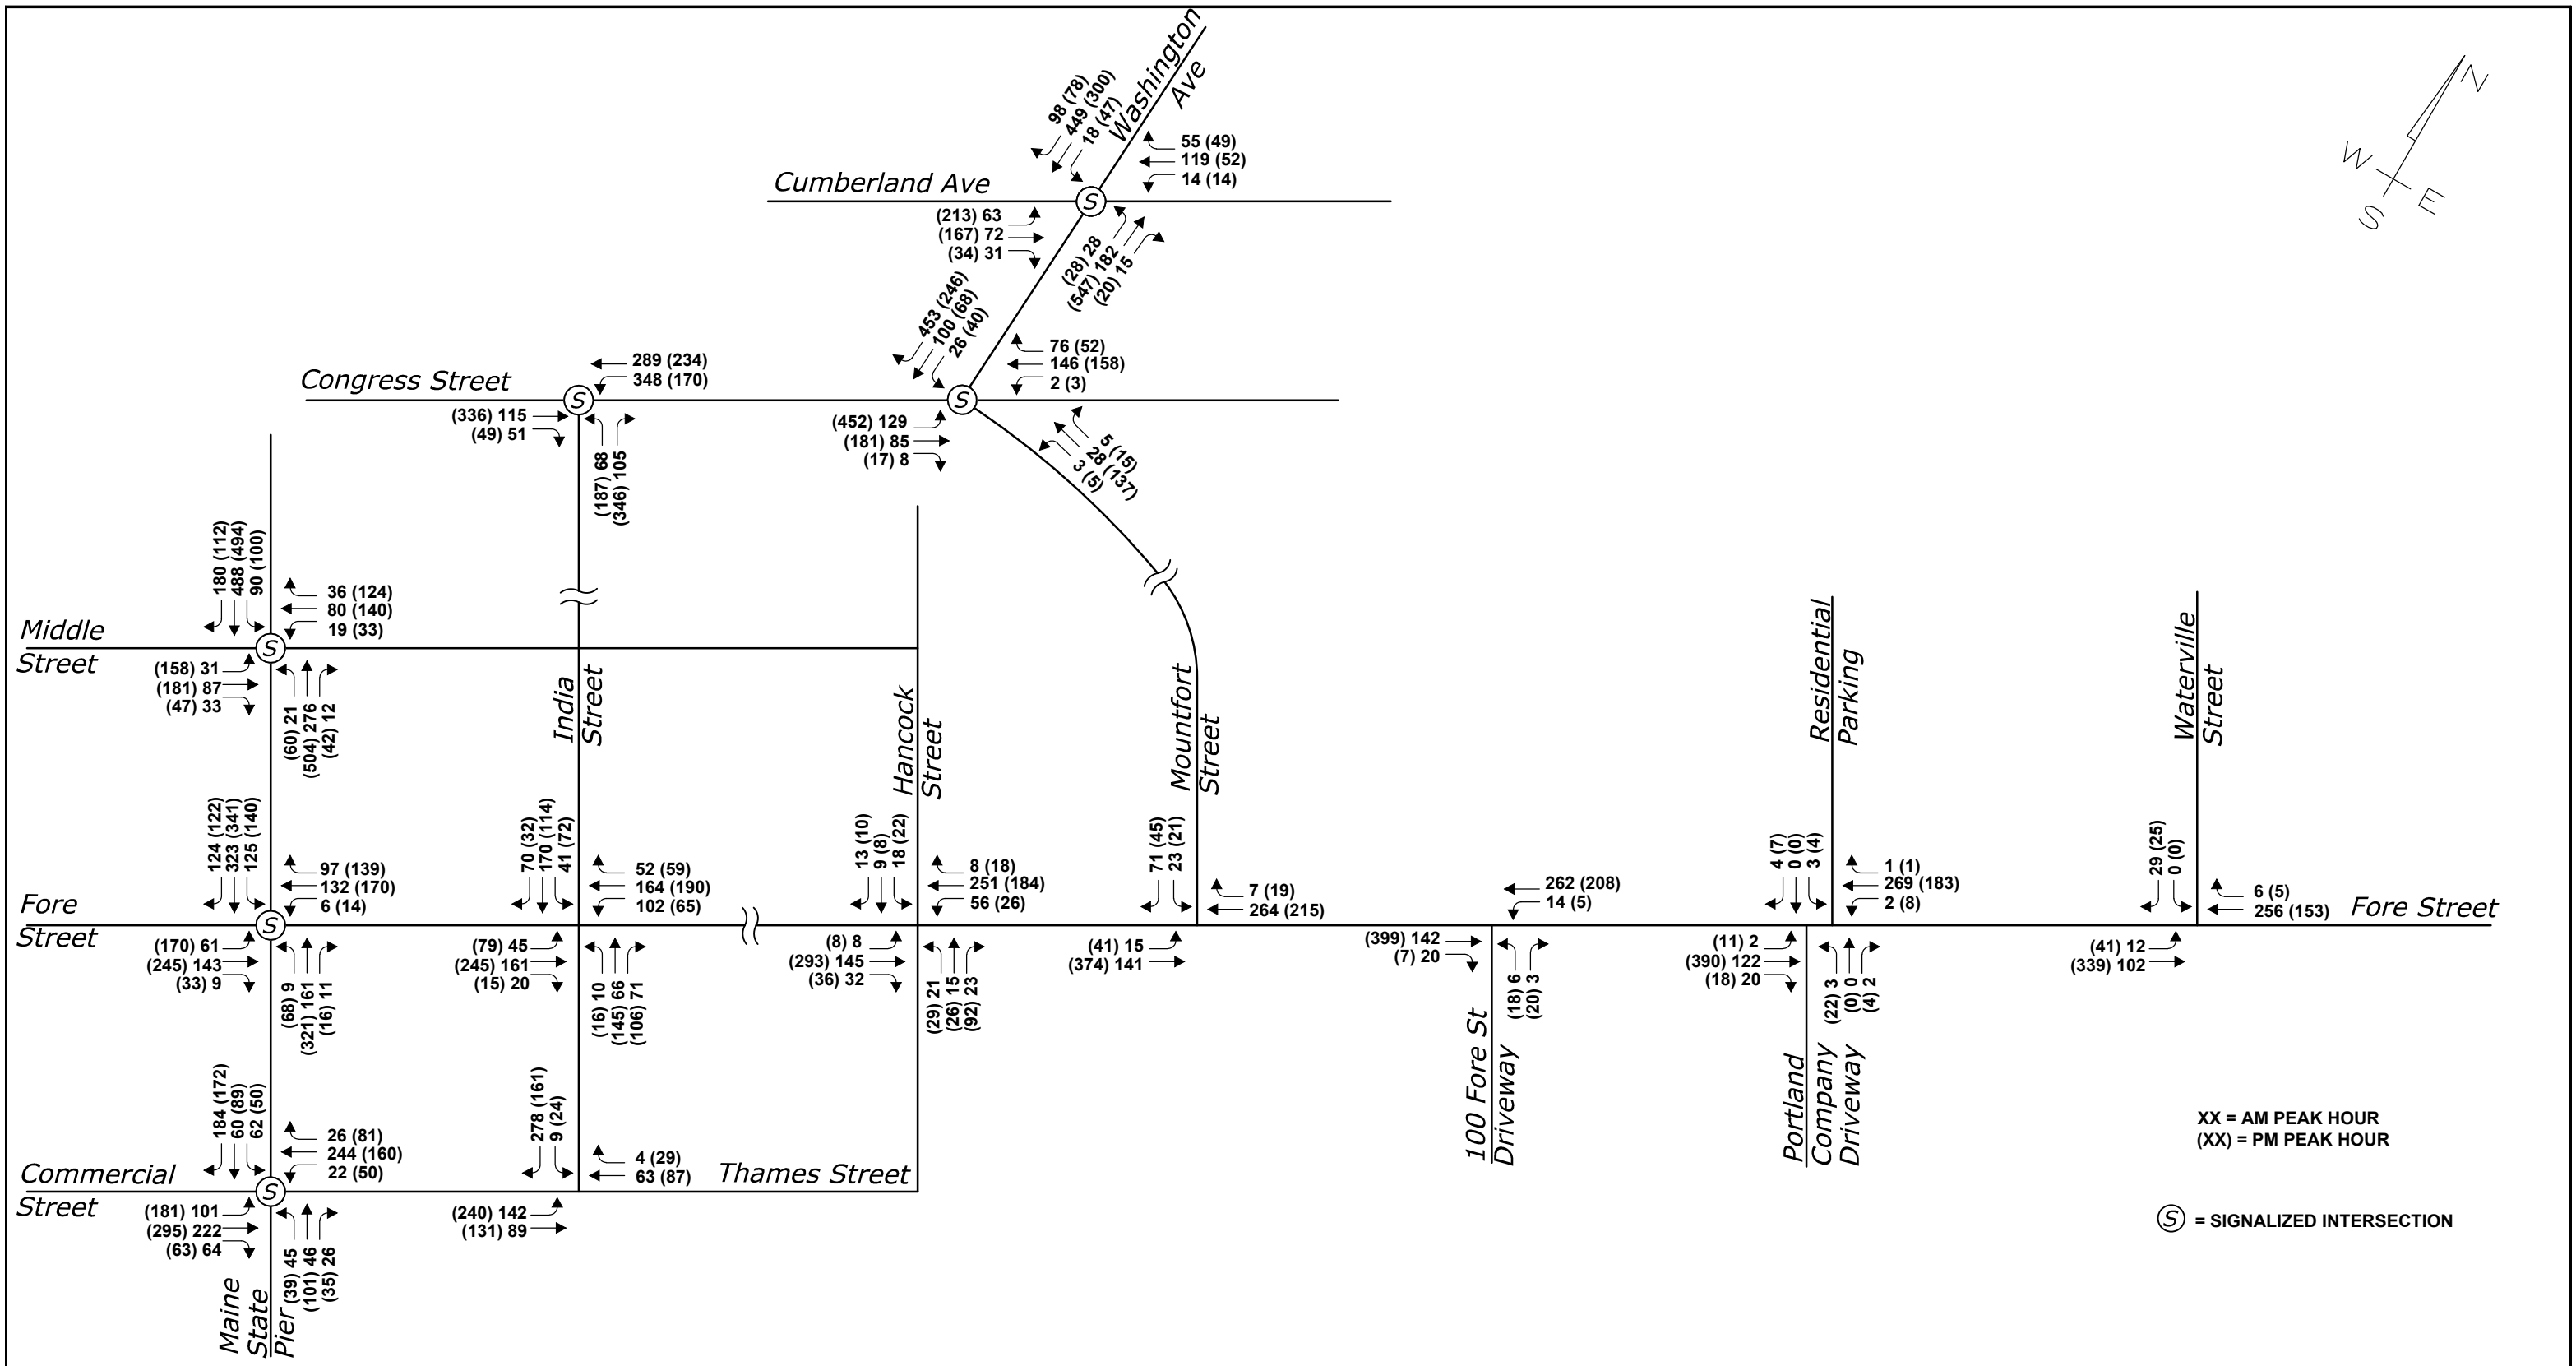 Washington
Ave
98 (78)
449 (300)
18 (47)
55 (49)
119 (52)
14 (14)
Cumberland Ave
S
(213) 63
(167) 72
(34) 31
(28) 28
(547) 182
(20) 15
N
W
E
S
453 (246)
100 (68)
26 (40)
76 (52)
146 (158)
2 (3)
289 (234)
348 (170)
Congress Street
S
S
(336) 115
(49) 51
(187) 68
(346) 105
(452) 129
(181) 85
(17) 8
5 (15)
28 (137)
3 (5)
180 (112)
488 (494)
90 (100)
36 (124)
80 (140)
19 (33)
Middle
Street
S
(158) 31
(181) 87
(47) 33
(60) 21
(504) 276
(42) 12
India
Street
Hancock
Street
Mountfort
Street
Residential
Parking
Waterville
Street
124 (122)
323 (341)
125 (140)
97 (139)
132 (170)
6 (14)
70 (32)
170 (114)
41 (72)
52 (59)
164 (190)
102 (65)
13 (10)
9 (8)
18 (22)
8 (18)
251 (184)
56 (26)
71 (45)
23 (21)
7 (19)
264 (215)
262 (208)
14 (5)
4 (7)
0 (0)
3 (4)
1 (1)
269 (183)
2 (8)
29 (25)
0 (0)
6 (5)
256 (153)
Fore Street
Fore
Street
S
(170) 61
(245) 143
(33) 9
(68) 9
(321) 161
(16) 11
(79) 45
(245) 161
(15) 20
(16) 10
(145) 66
(106) 71
(8) 8
(293) 145
(36) 32
(29) 21
(26) 15
(92) 23
(41) 15
(374) 141
(399) 142
(7) 20
(18) 6
(20) 3
(11) 2
(390) 122
(18) 20
(22) 3
(0) 0
(4) 2
(41) 12
(339) 102
100 Fore St
Driveway
Portland
Company
Driveway
184 (172)
60 (89)
62 (50)
26 (81)
244 (160)
22 (50)
278 (161)
9 (24)
4 (29)
63 (87)
Commercial
Street
S
Thames Street
(181) 101
(295) 222
(63) 64
(39) 45
(101) 46
(35) 26
(240) 142
(131) 89
Maine
State
Pier
XX = AM PEAK HOUR
(XX) = PM PEAK HOUR
S = SIGNALIZED INTERSECTION